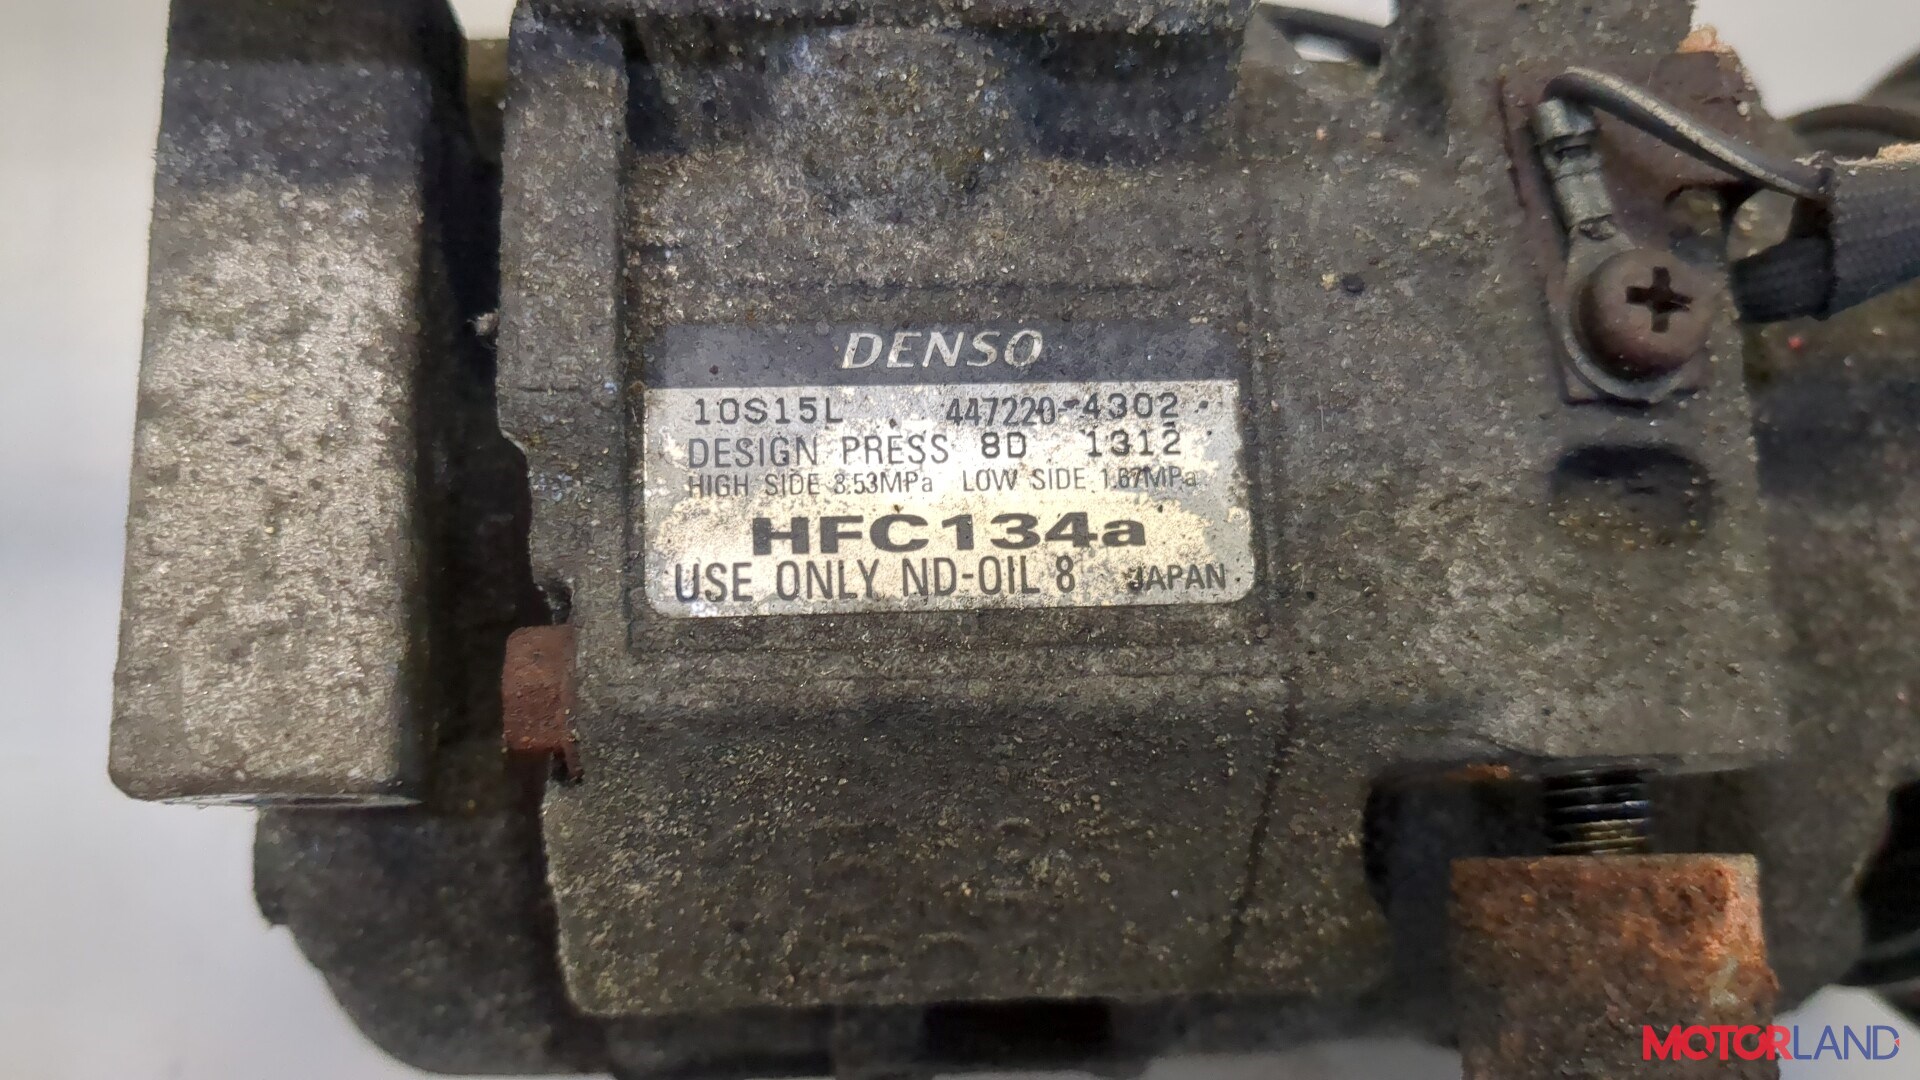 DENSO
10S15L 447220-4302
DESIGN PRESS 8D 1312
HIGH SIDE 3.53MPa LOW SIDE 1.67MPa
HFC134a
USE ONLY ND-OIL 8 JAPAN
MOTORLAND